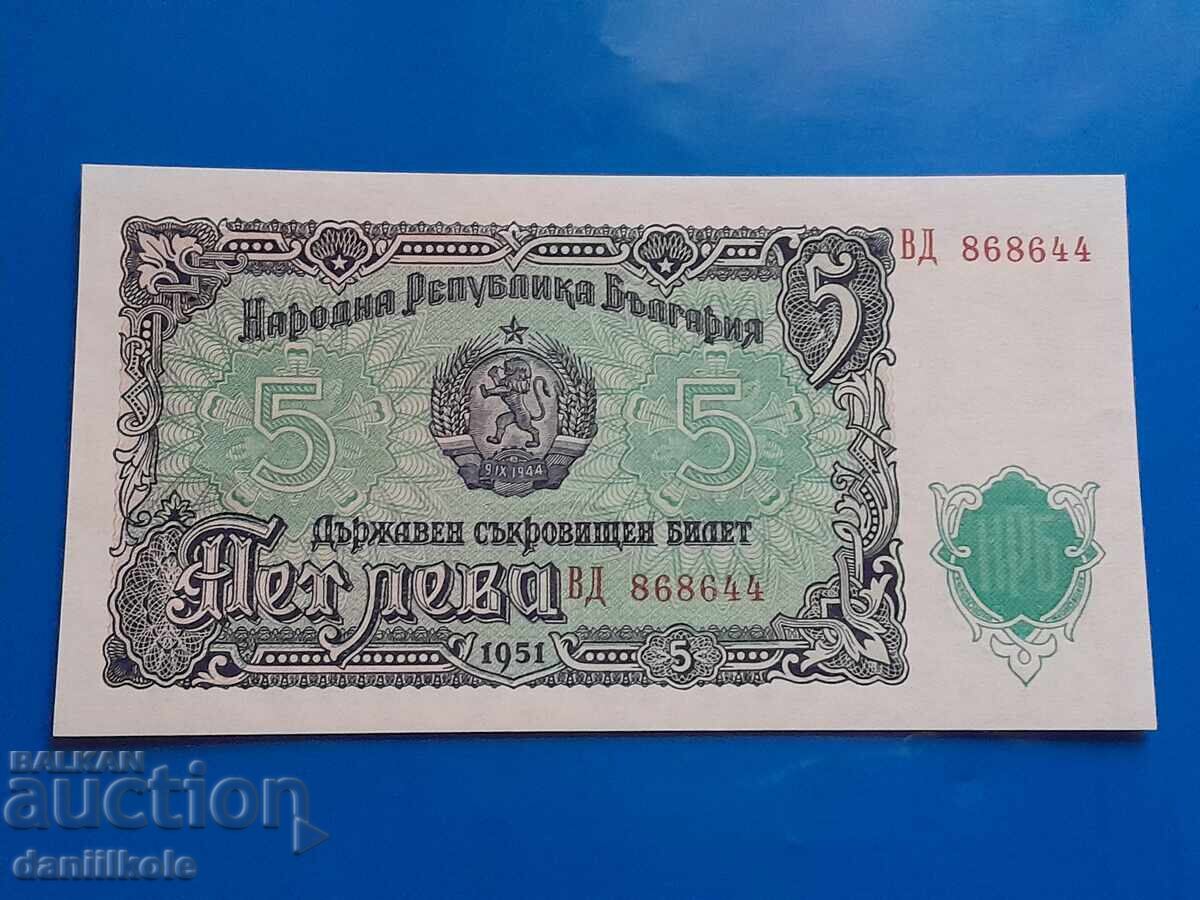 ВД 868644
5
Народна Република България
5
5
9 IX 1944
Държавен съкровищен билет
Пет лева
ВД 868644
НРБ
1951
5
BALKAN
auction
daniilkole